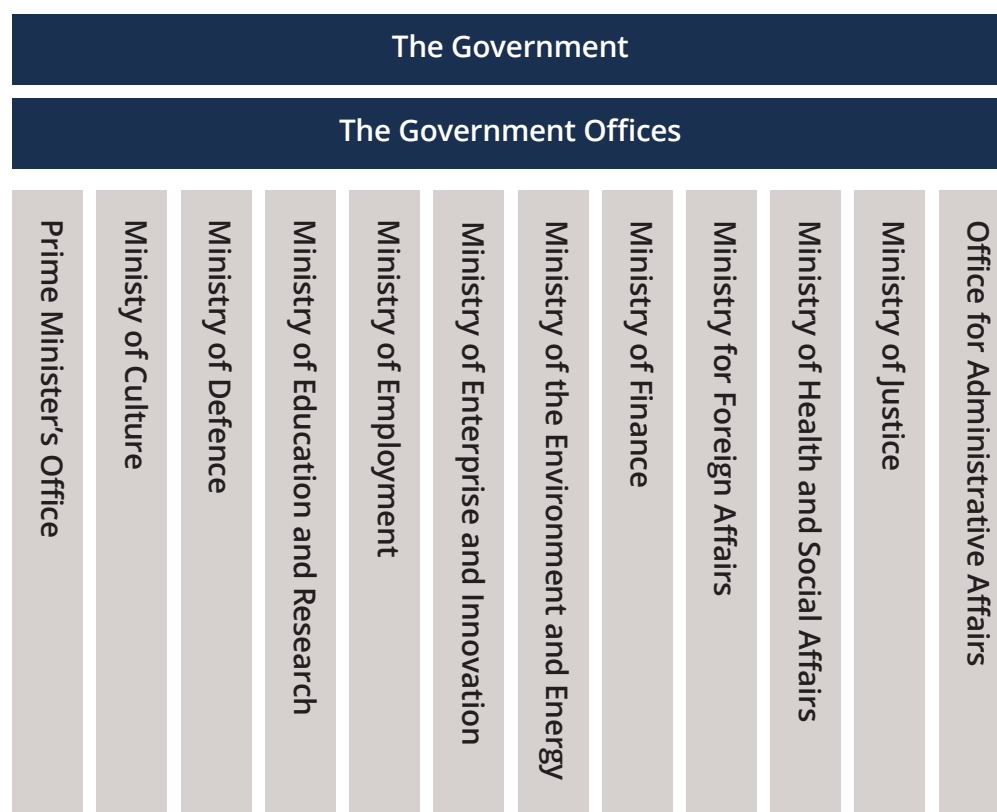 The Government
The Government Offices
Prime Minister’s Office
Ministy of Culture
Ministry of Defence
Ministry of Education and Research
Ministry of Employment
Ministry of Enterprise and Innovation
Ministry of the Environment and Energy
Ministry of Finance
Ministry for Foreign Affairs
Ministry of Health and Social Affairs
Ministry of Justice
Office for Administrative Affairs